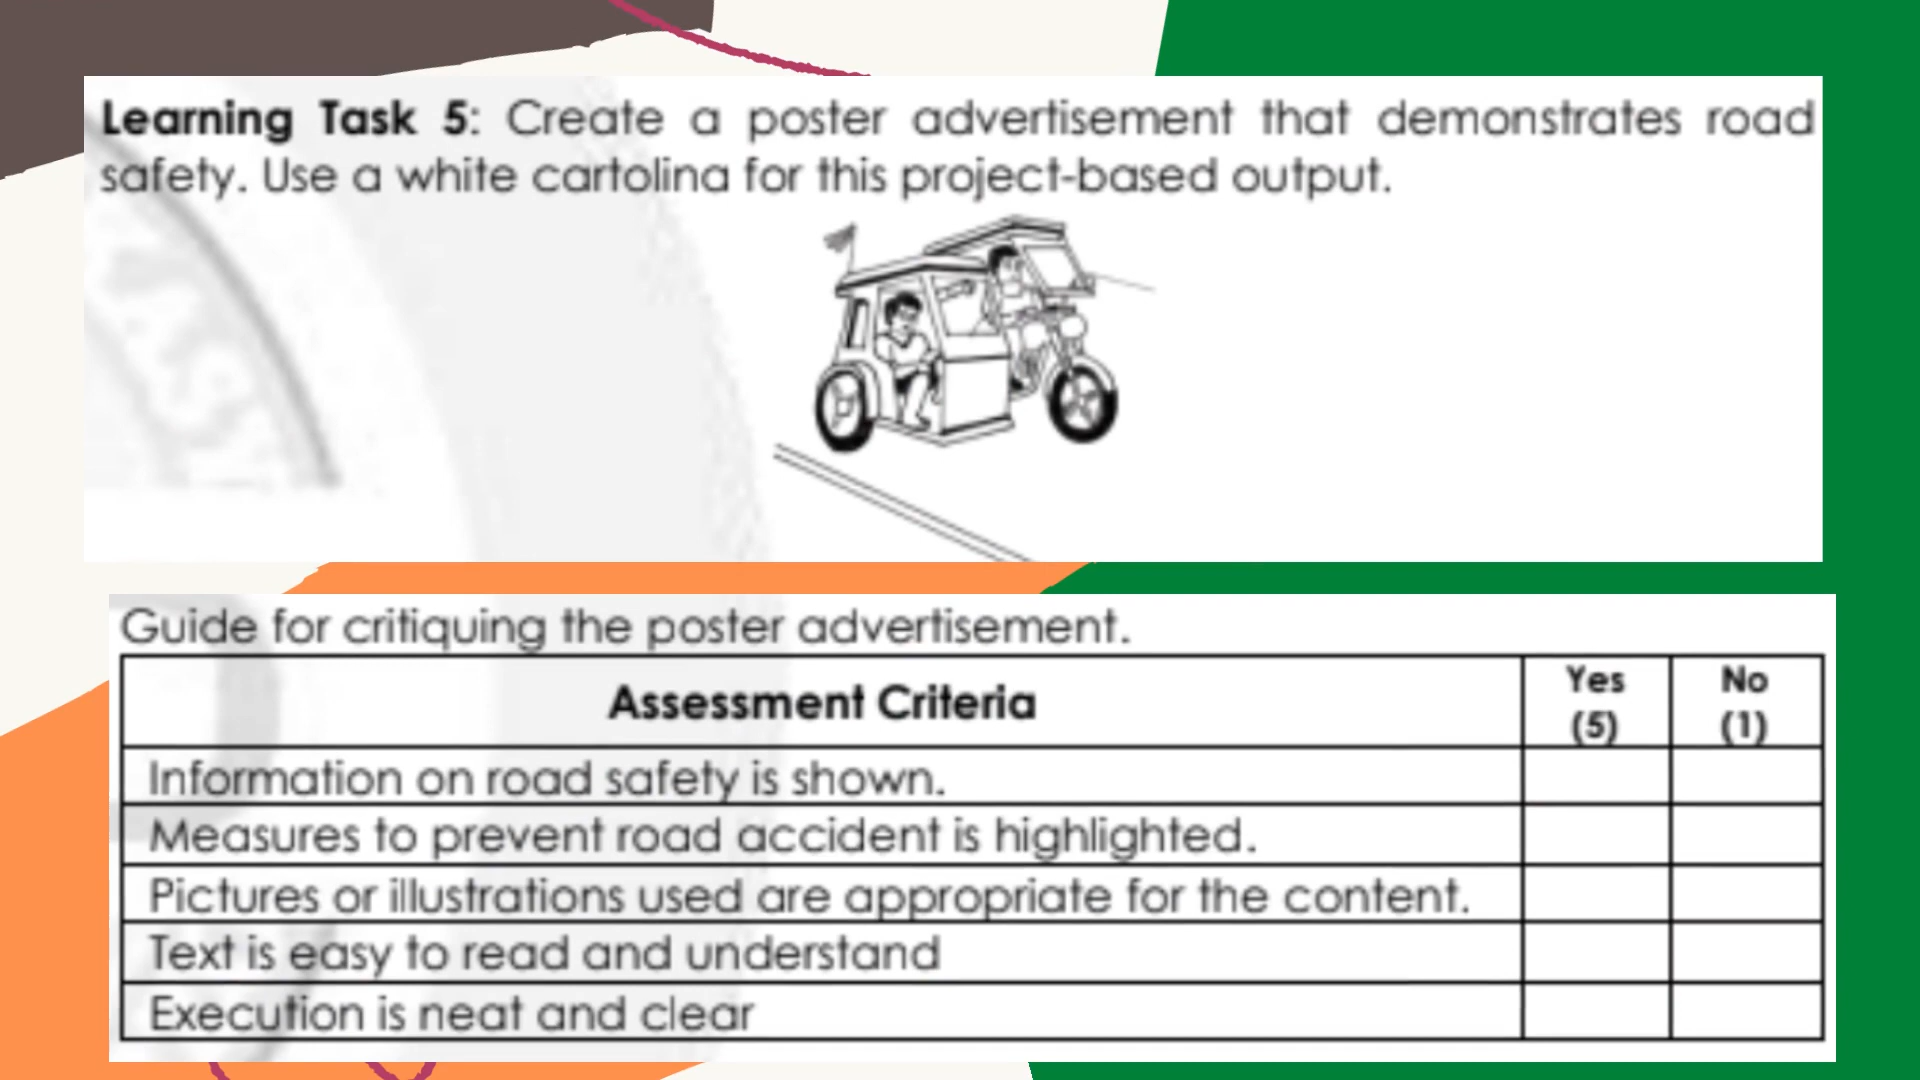 Learning Task 5: Create a poster advertisement that demonstrates road
safety. Use a white cartolina for this project-based output.
Guide for critiquing the poster advertisement.
Assessment Criteria
Yes
(5)
No
(1)
Information on road safety is shown.
Measures to prevent road accident is highlighted.
Pictures or illustrations used are appropriate for the content.
Text is easy to read and understand
Execution is neat and clear